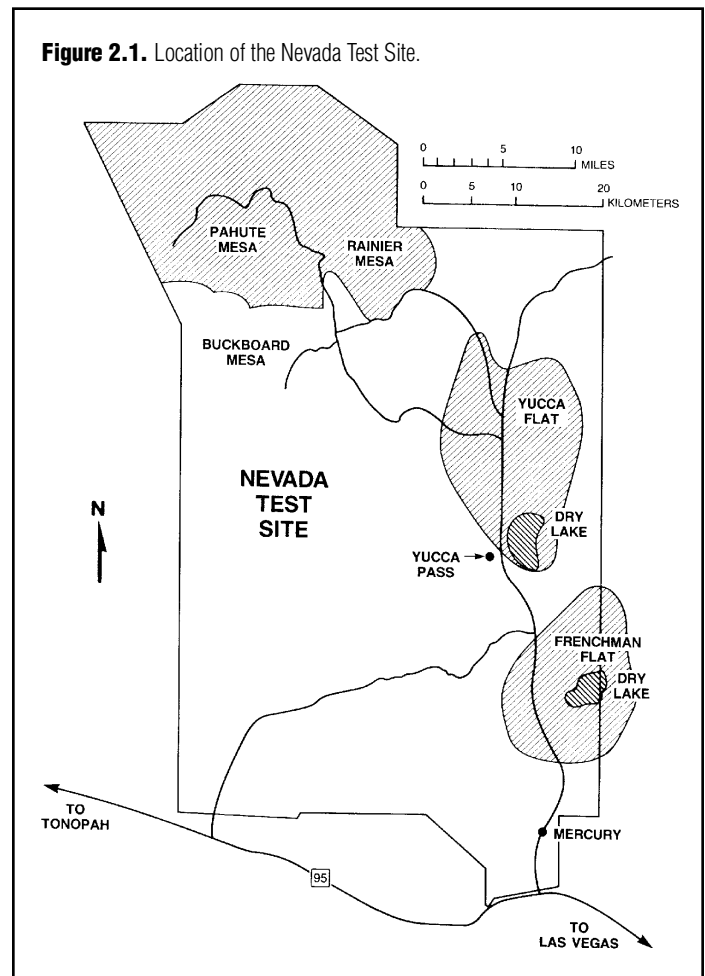 Figure 2.1. Location of the Nevada Test Site.
0 5 10
MILES
0 5 10 20
KILOMETERS
PAHUTE
MESA
RAINIER
MESA
BUCKBOARD
MESA
YUCCA
FLAT
NEVADA
TEST
SITE
N
DRY
LAKE
YUCCA
PASS
FRENCHMAN
FLAT
DRY
LAKE
TO
TONOPAH
MERCURY
95
TO
LAS VEGAS